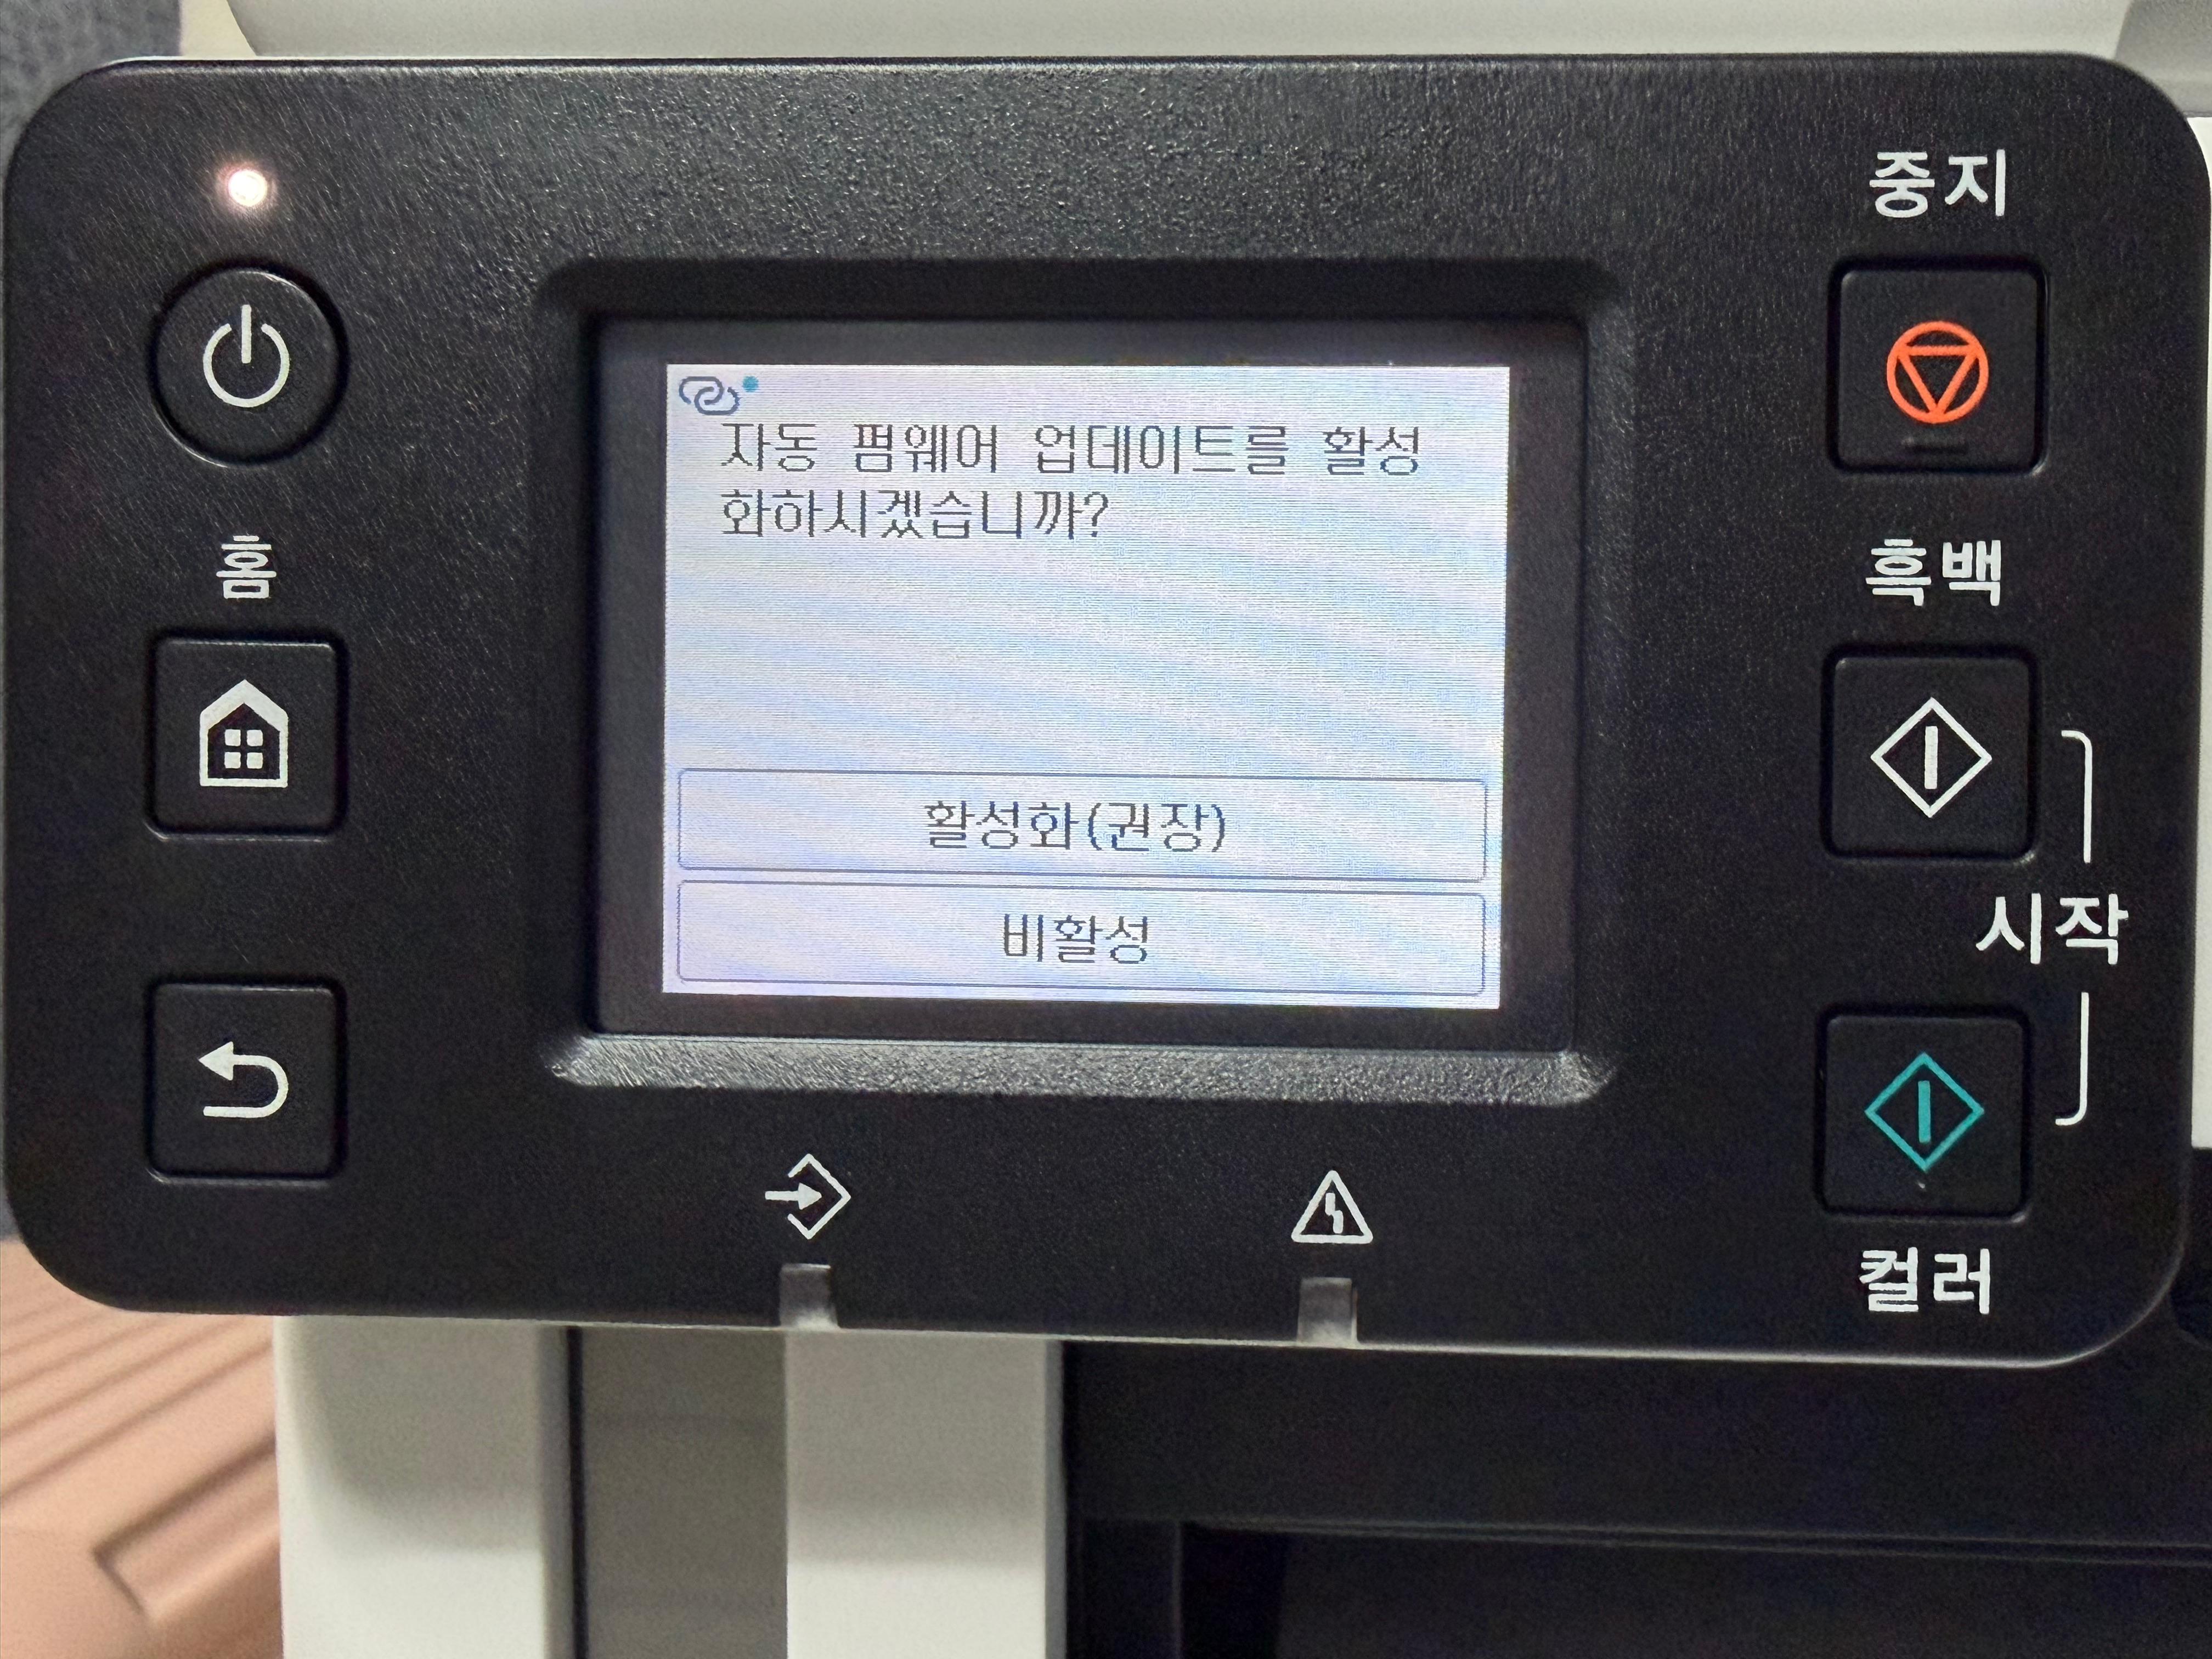 중지
자동 펌웨어 업데이트를 활성
화하시겠습니까?
홈
흑백
활성화(권장)
비활성
시작
컬러